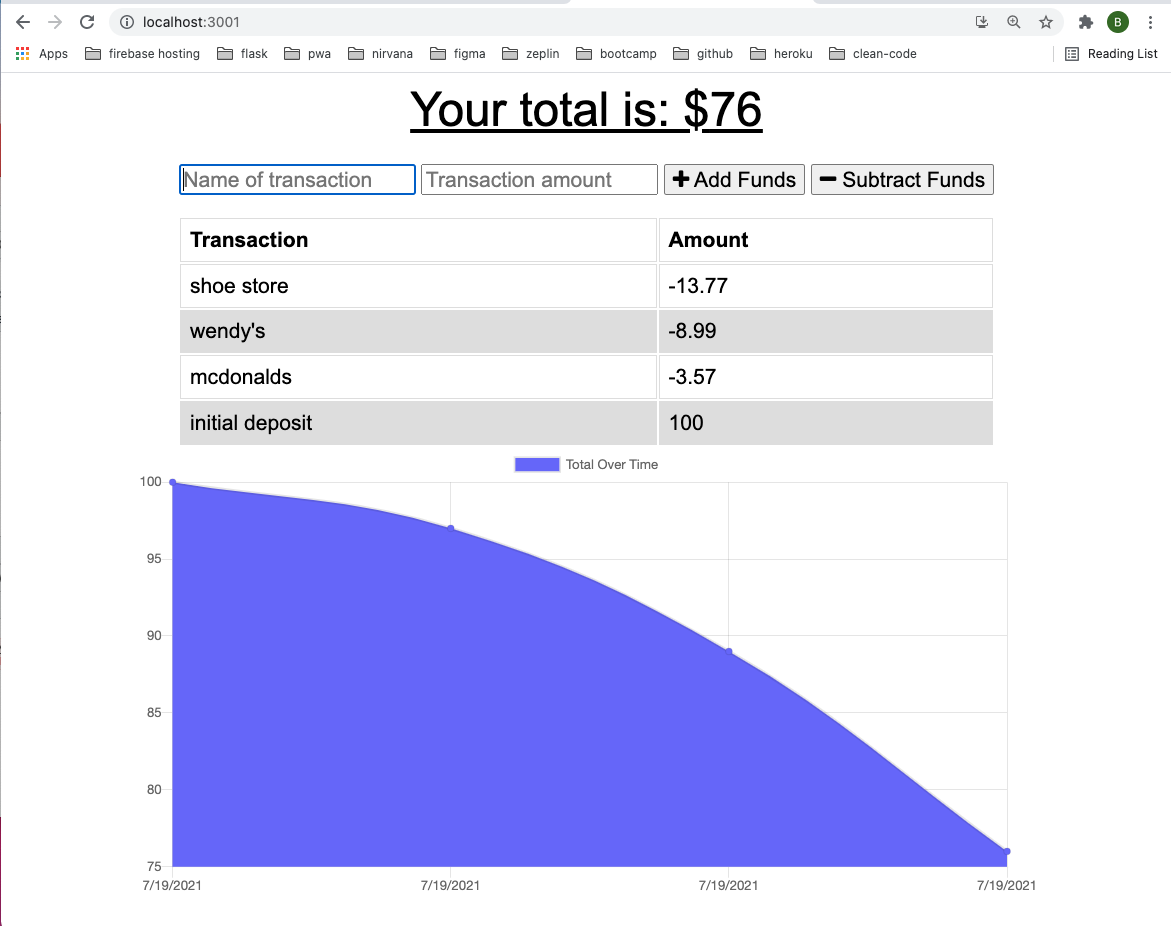 localhost:3001
B
Apps firebase hosting flask pwa nirvana figma zeplin bootcamp github heroku clean-code Reading List
Your total is: $76
Name of transaction Transaction amount Add Funds Subtract Funds
Transaction Amount
shoe store -13.77
wendy's -8.99
mcdonalds -3.57
initial deposit 100
Total Over Time
100
95
90
85
80
75
7/19/2021 7/19/2021 7/19/2021 7/19/2021